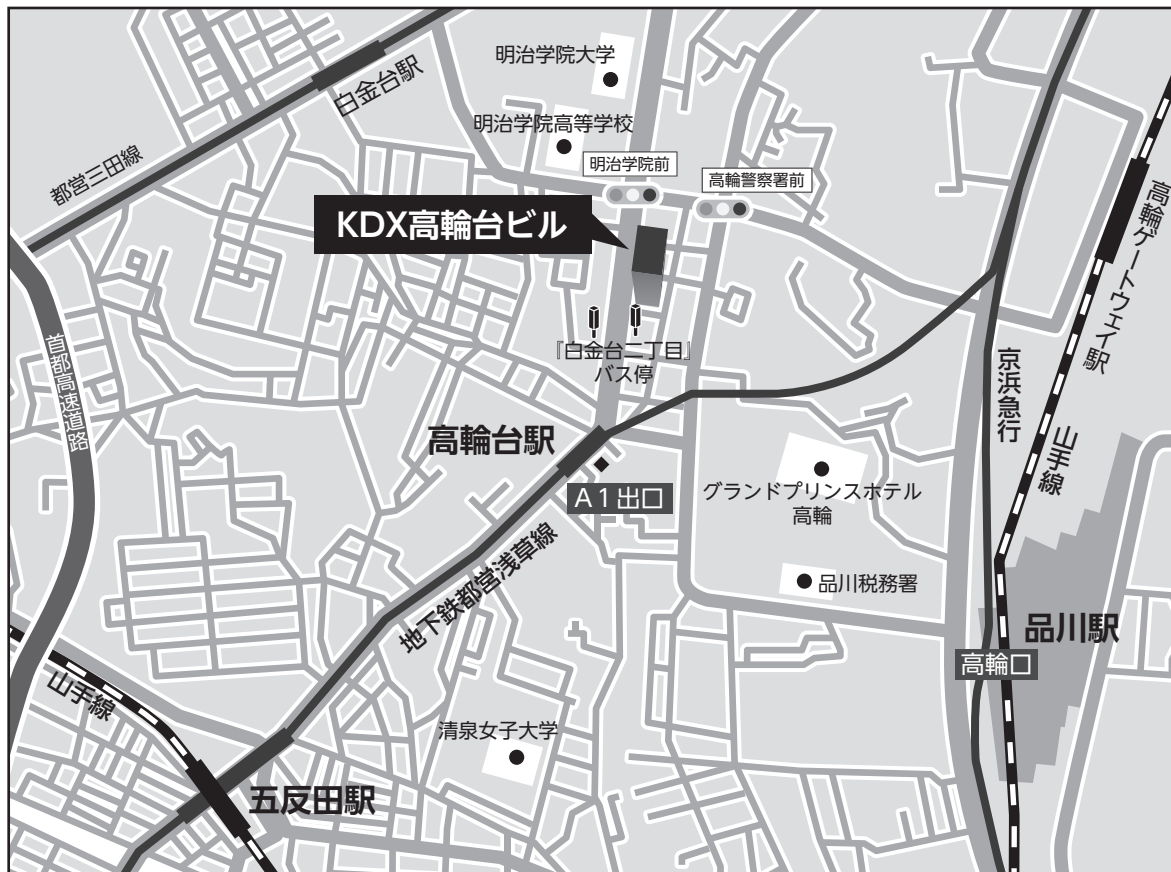 明治学院大学
白金台駅
明治学院高等学校
都営三田線
明治学院前
高輪警察署前
高輪ゲートウェイ駅
KDX高輪台ビル
首都高速道路
『白金台二丁目』
バス停
京浜急行
山手線
高輪台駅
A1出口
グランドプリンスホテル
高輪
地下鉄都営浅草線
品川税務署
品川駅
高輪口
山手線
清泉女子大学
五反田駅